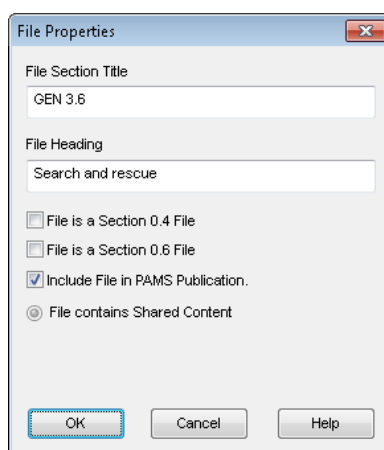 File Properties
File Section Title
GEN 3.6
File Heading
Search and rescue
File is a Section 0.4 File
File is a Section 0.6 File
Include File in PAMS Publication.
File contains Shared Content
OK Cancel Help